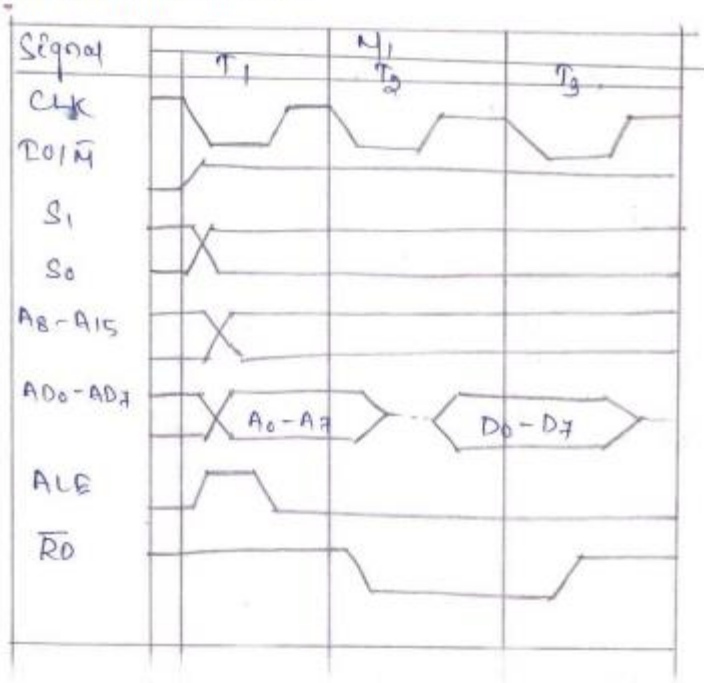 Signal M1
T1 T2 T3
CLK
IO/M̅
S1
S0
A8-A15
AD0-AD7 A0-A7 D0-D7
ALE
R̅D̅